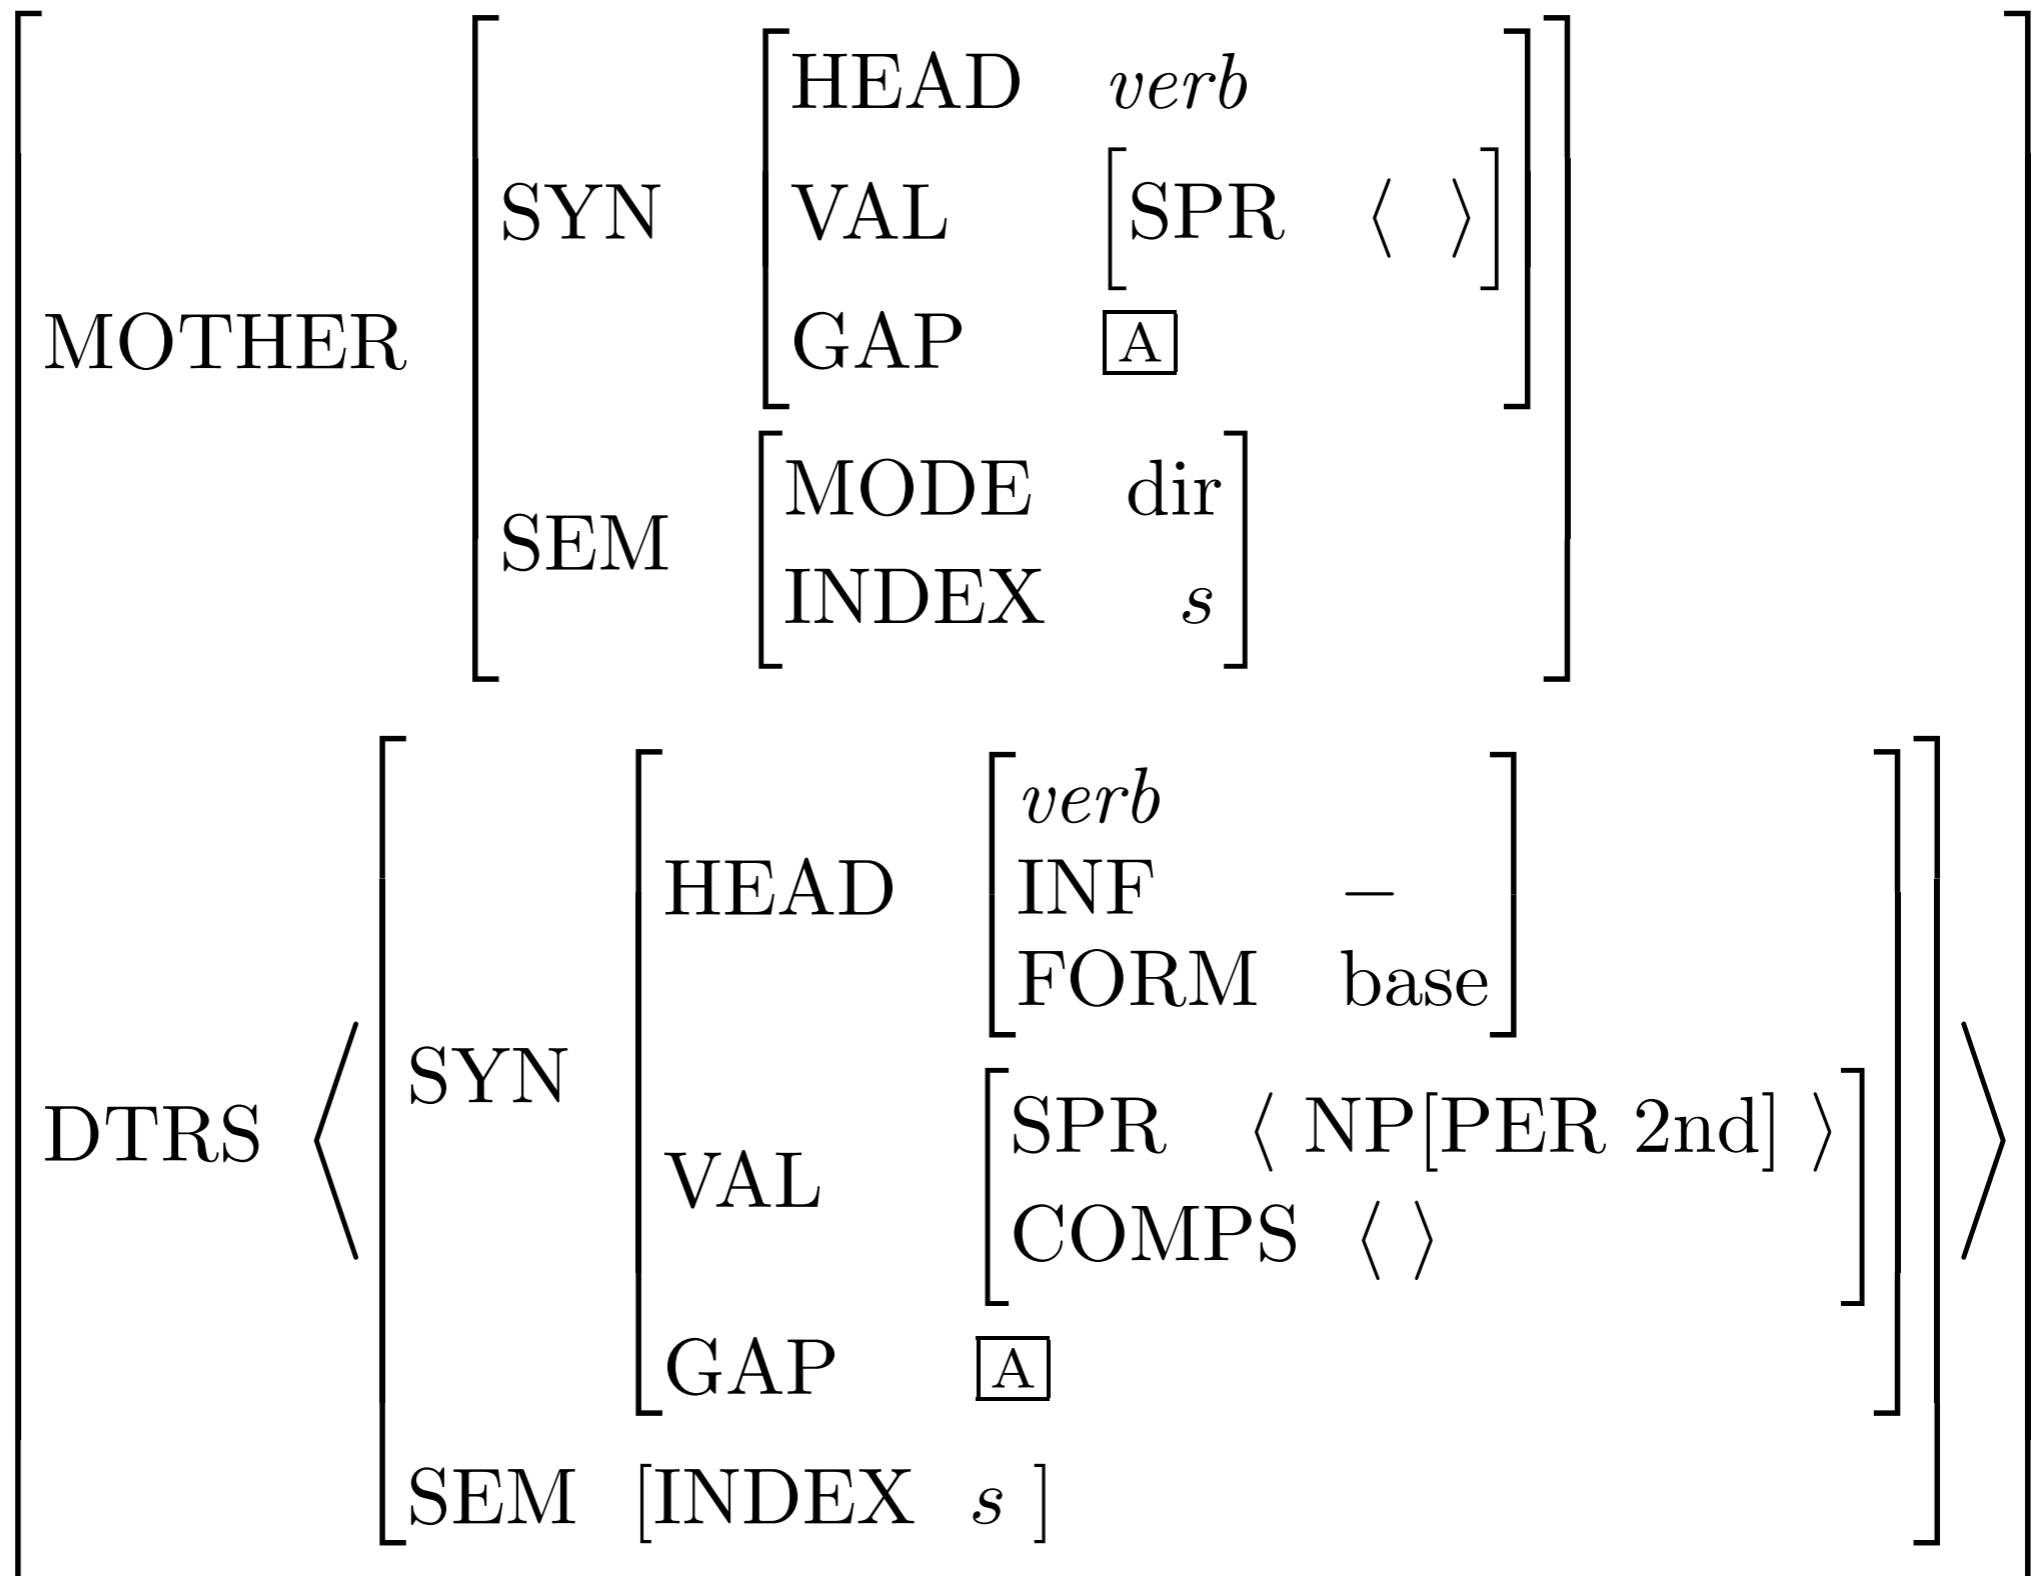 HEAD verb
SYN VAL [SPR ⟨ ⟩]
MOTHER GAP A
MODE dir
SEM
INDEX s
verb
HEAD INF –
FORM base
SYN
SPR ⟨ NP[PER 2nd] ⟩
DTRS ⟨ VAL ⟩
COMPS ⟨ ⟩
GAP A
SEM [INDEX s ]